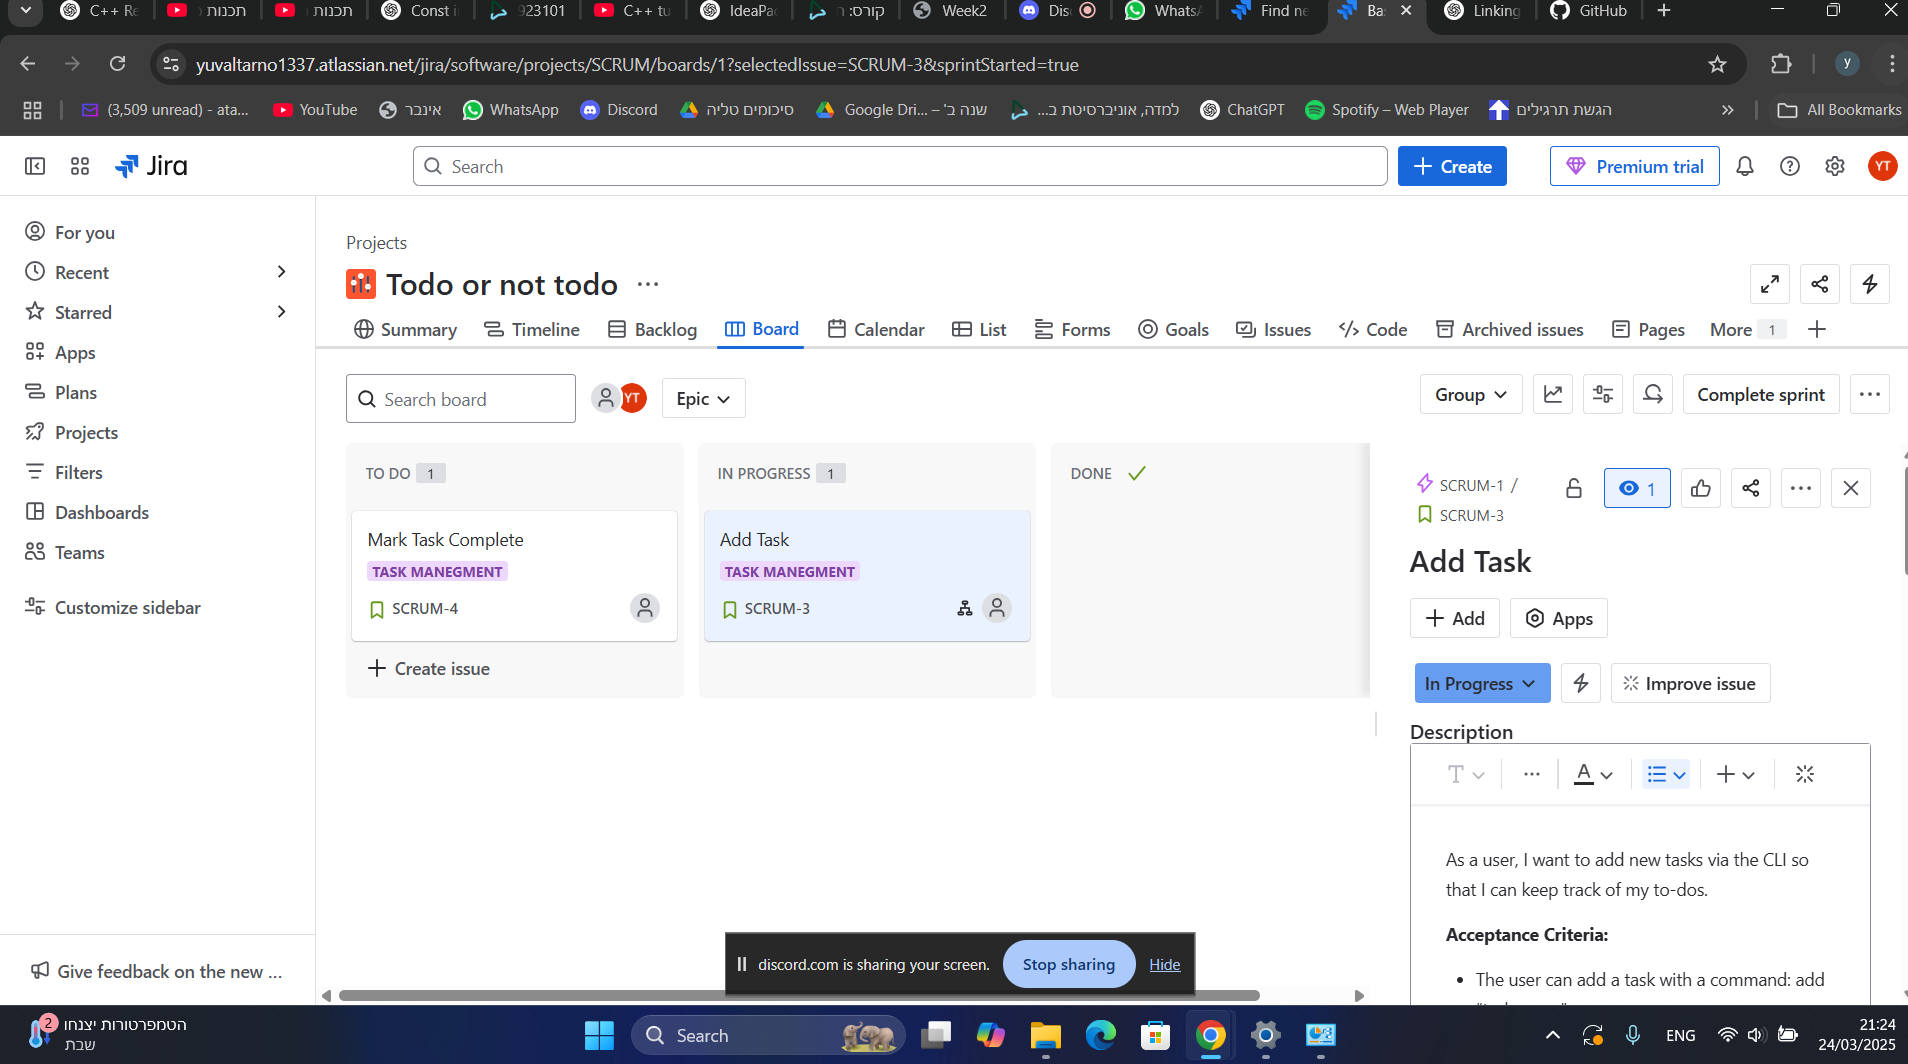 C++ Re
תכנות
תכנות
Const i
923101
C++ tu
IdeaPa
קורס: ח
Week2
Dis
WhatsA
Find ne
Ba
Linking
GitHub
yuvaltarno1337.atlassian.net/jira/software/projects/SCRUM/boards/1?selectedIssue=SCRUM-3&sprintStarted=true
y
(3,509 unread) - ata...
YouTube
אינבר
WhatsApp
Discord
סיכומים טליה
Google Dri... – 'שנה ב
למדה, אוניברסיטת ב...
ChatGPT
Spotify – Web Player
הגשת תרגילים
»
All Bookmarks
Jira
Search
Create
Premium trial
YT
For you
Recent
Starred
Apps
Plans
Projects
Filters
Dashboards
Teams
Customize sidebar
Give feedback on the new ...
Projects
Todo or not todo
Summary
Timeline
Backlog
Board
Calendar
List
Forms
Goals
Issues
Code
Archived issues
Pages
More 1
Search board
YT
Epic
Group
Complete sprint
TO DO 1
Mark Task Complete
TASK MANEGMENT
SCRUM-4
Create issue
IN PROGRESS 1
Add Task
TASK MANEGMENT
SCRUM-3
DONE
SCRUM-1 /
SCRUM-3
1
Add Task
Add
Apps
In Progress
Improve issue
Description
As a user, I want to add new tasks via the CLI so
that I can keep track of my to-dos.
Acceptance Criteria:
• The user can add a task with a command: add
discord.com is sharing your screen.
Stop sharing
Hide
2
הטמפרטורות יצנחו
שבת
Search
ENG
21:24
24/03/2025